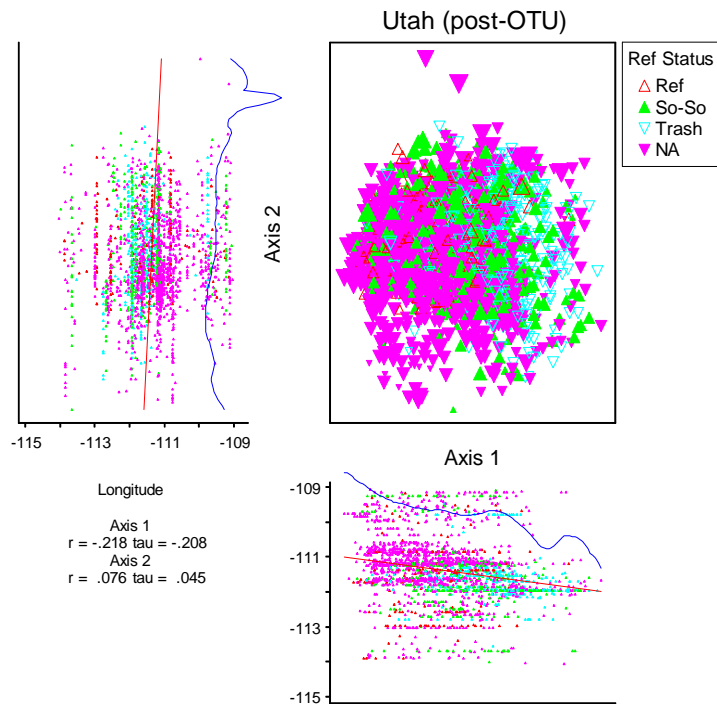 Utah (post-OTU)
Ref Status
Ref
So-So
Trash
NA
Axis 2
-115 -113 -111 -109
Axis 1
Longitude
Axis 1
r = -.218 tau = -.208
Axis 2
r = .076 tau = .045
-109
-111
-113
-115